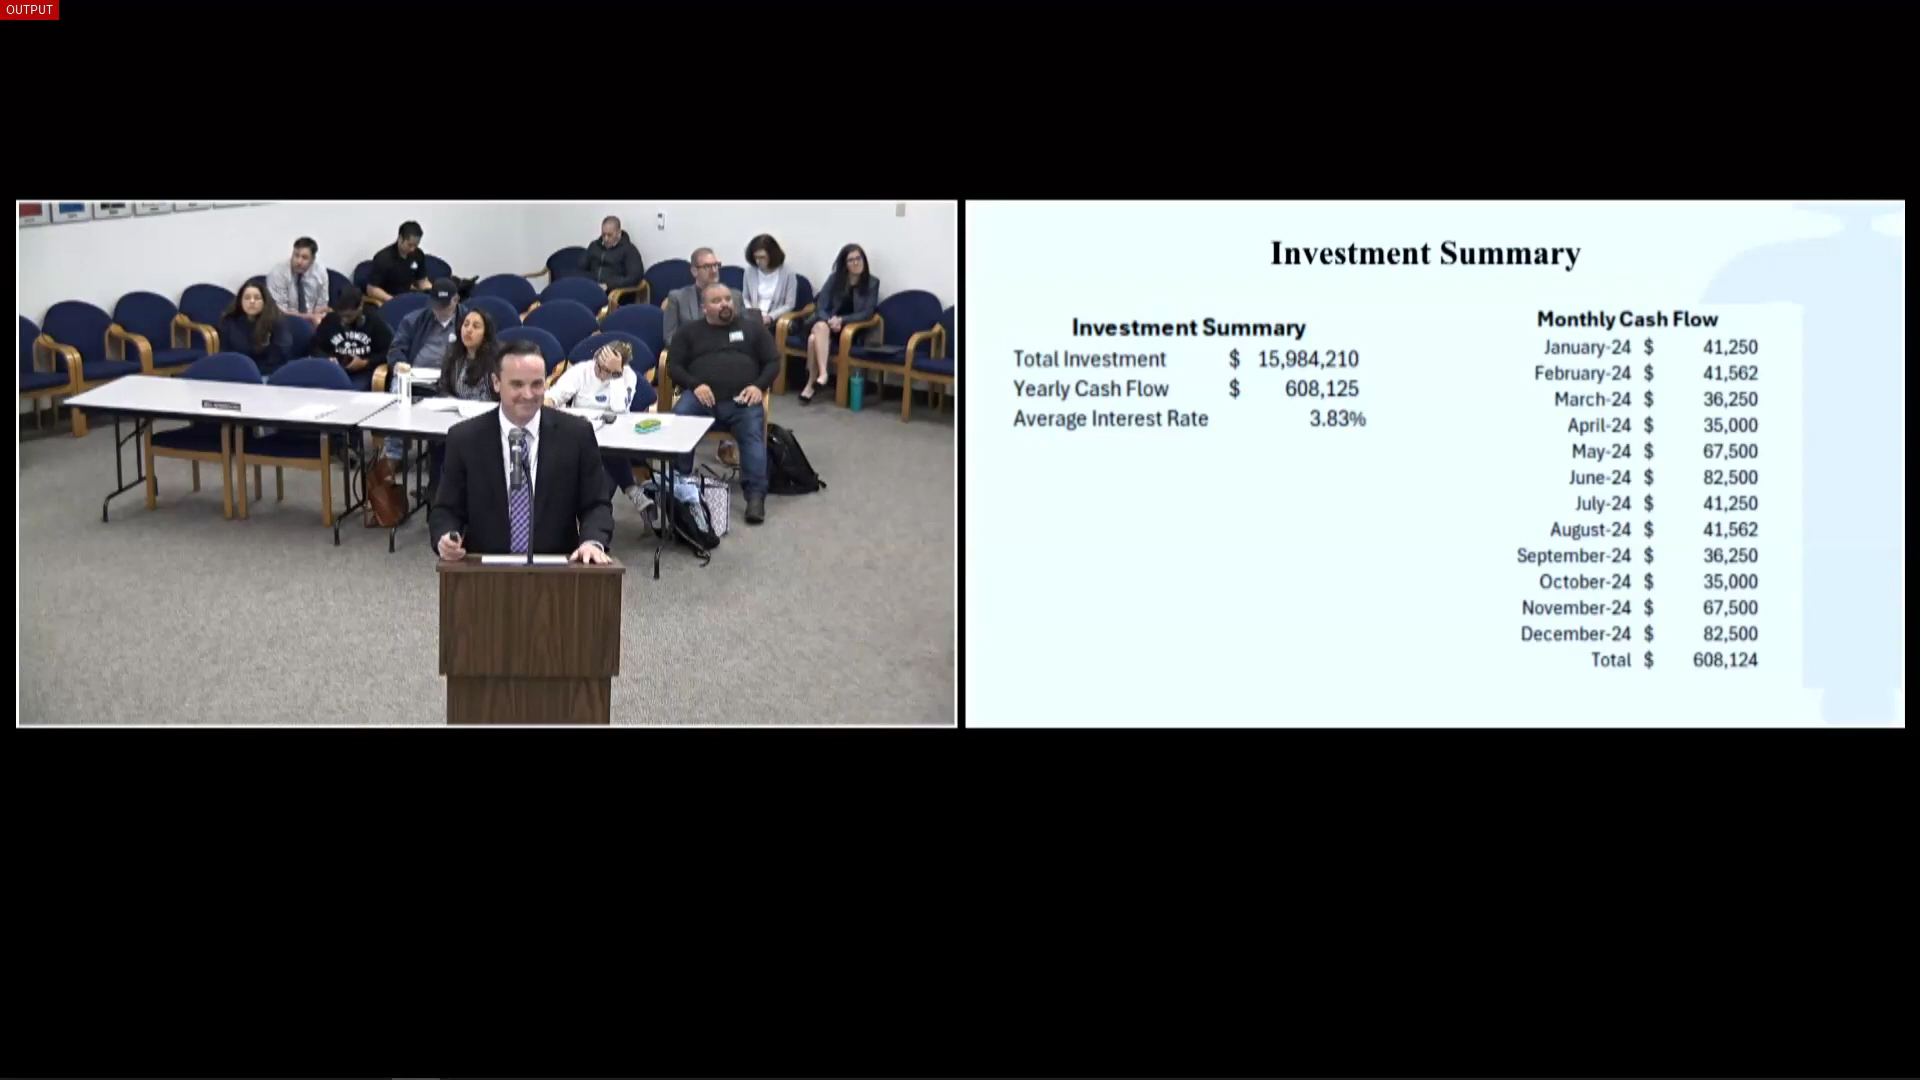 OUTPUT
Investment Summary
Investment Summary
Total Investment $ 15,984,210
Yearly Cash Flow $ 608,125
Average Interest Rate 3.83%
Monthly Cash Flow
January-24 $ 41,250
February-24 $ 41,562
March-24 $ 36,250
April-24 $ 35,000
May-24 $ 67,500
June-24 $ 82,500
July-24 $ 41,250
August-24 $ 41,562
September-24 $ 36,250
October-24 $ 35,000
November-24 $ 67,500
December-24 $ 82,500
Total $ 608,124